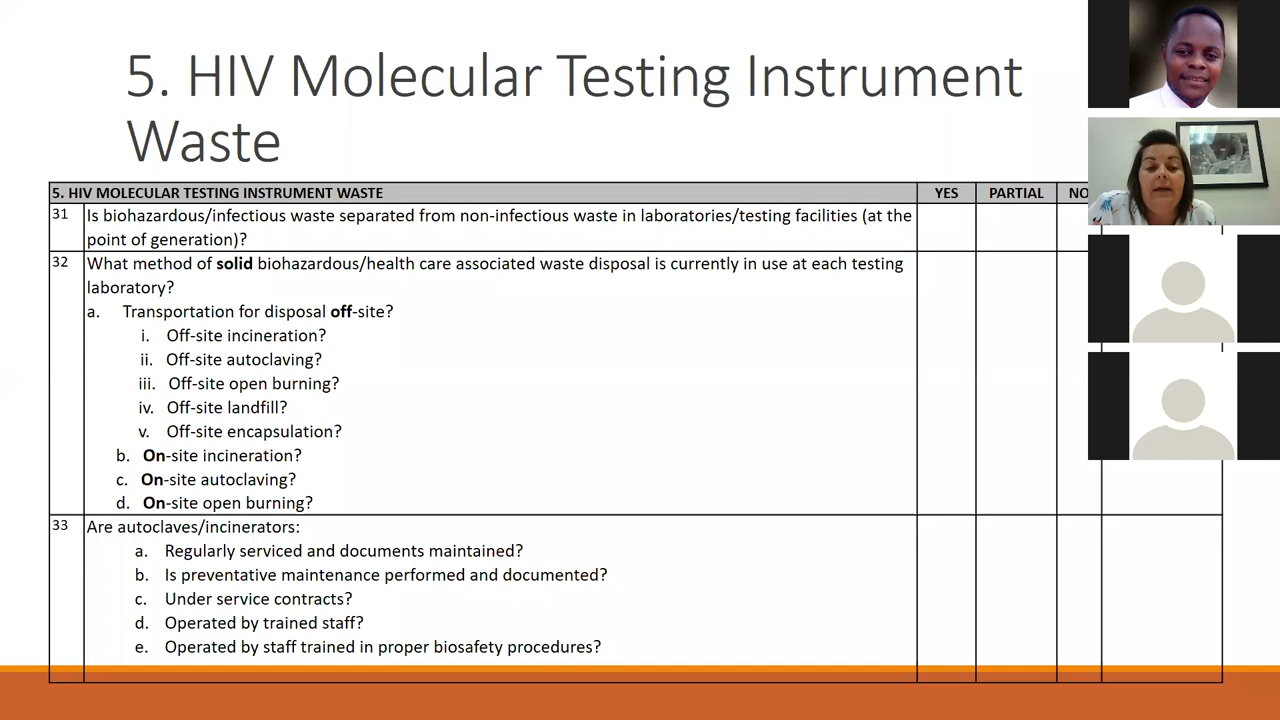 5. HIV Molecular Testing Instrument
Waste
5. HIV MOLECULAR TESTING INSTRUMENT WASTE YES PARTIAL NO
31 Is biohazardous/infectious waste separated from non-infectious waste in laboratories/testing facilities (at the
point of generation)?
32 What method of solid biohazardous/health care associated waste disposal is currently in use at each testing
laboratory?
a. Transportation for disposal off-site?
i. Off-site incineration?
ii. Off-site autoclaving?
iii. Off-site open burning?
iv. Off-site landfill?
v. Off-site encapsulation?
b. On-site incineration?
c. On-site autoclaving?
d. On-site open burning?
33 Are autoclaves/incinerators:
a. Regularly serviced and documents maintained?
b. Is preventative maintenance performed and documented?
c. Under service contracts?
d. Operated by trained staff?
e. Operated by staff trained in proper biosafety procedures?